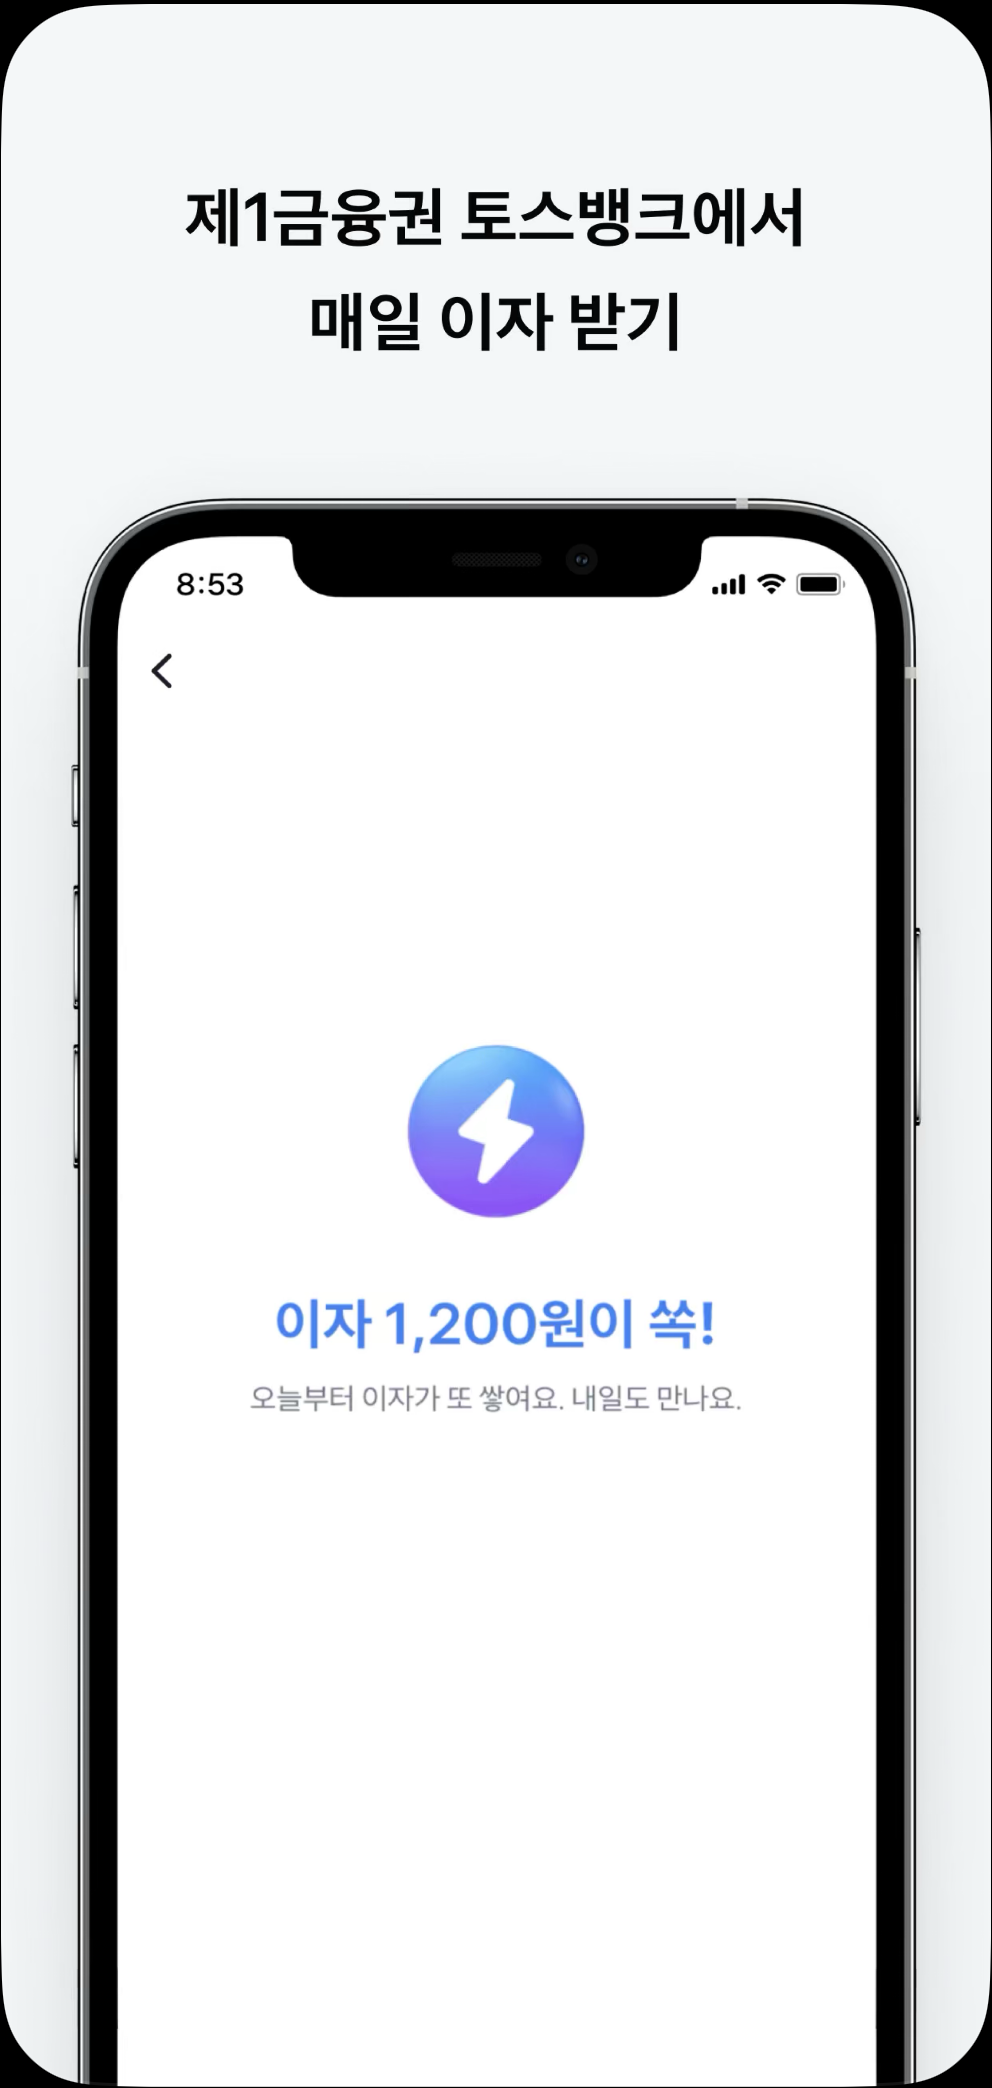 제1금융권 토스뱅크에서
매일 이자 받기
8:53
이자 1,200원이 쏙!
오늘부터 이자가 또 쌓여요. 내일도 만나요.